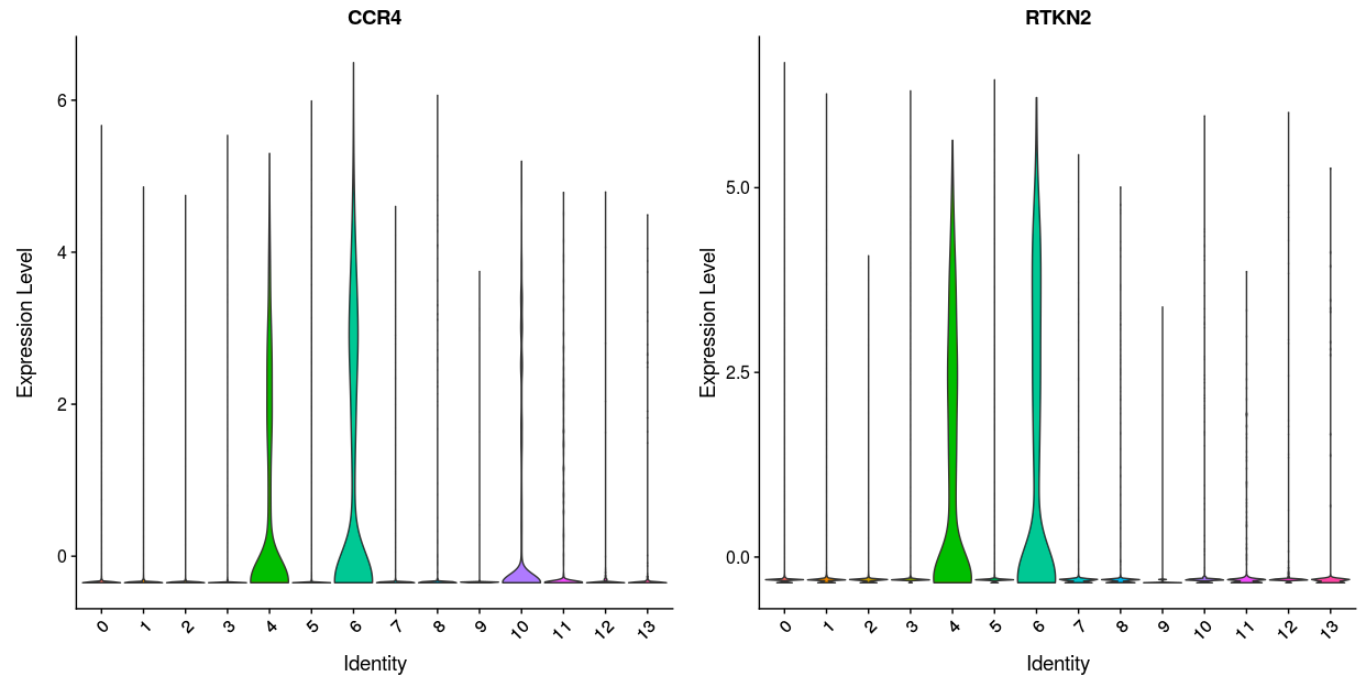 CCR4
Expression Level
6
4
2
0
0 1 2 3 4 5 6 7 8 9 10 11 12 13
Identity
RTKN2
Expression Level
5.0
2.5
0.0
0 1 2 3 4 5 6 7 8 9 10 11 12 13
Identity